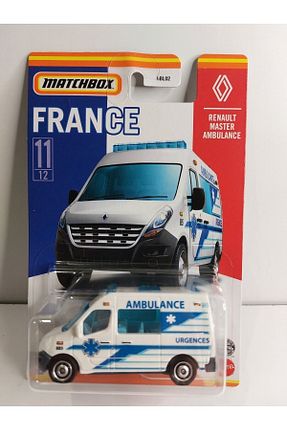 MATCHBOX
FRANCE
11
12
RENAULT
MASTER
AMBULANCE
AMBULANCE
URGENCES